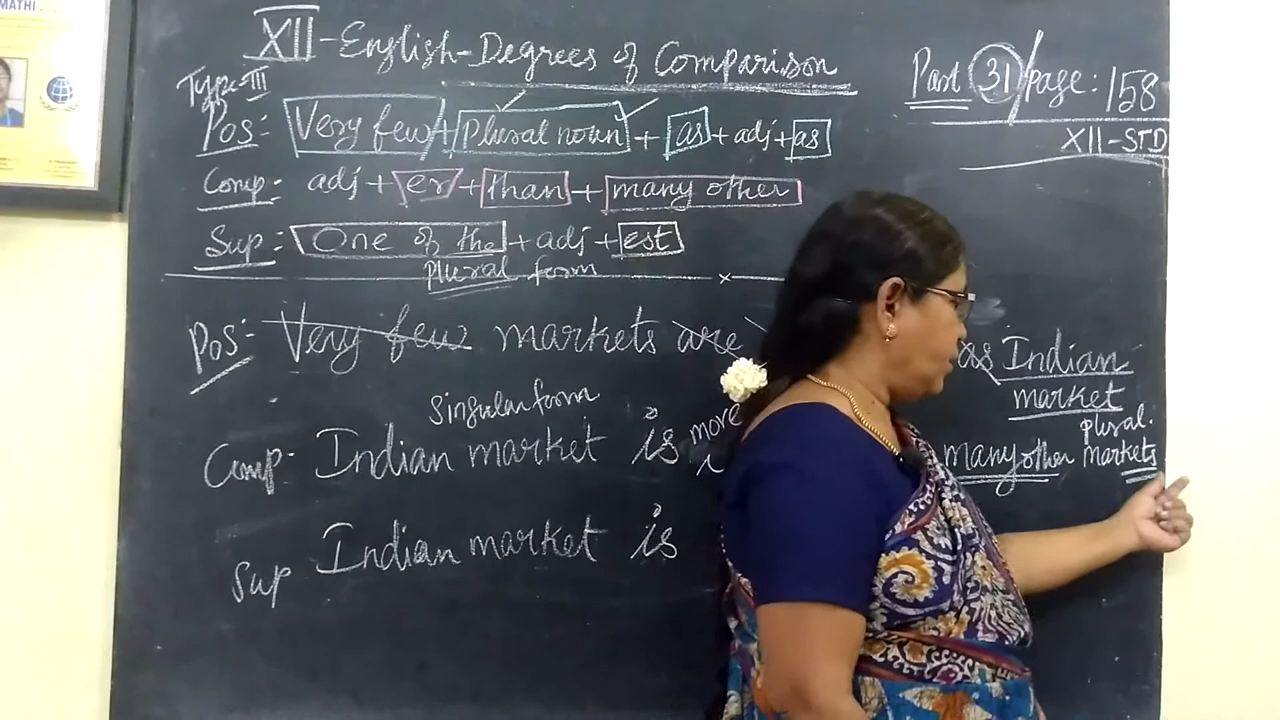 MATHI
XII-English-Degrees of Comparison
Part 31/Page: 158
XII-STD
Type-III
Pos: Very few + Plural noun + as + adj + as
Comp: adj + er + than + many other
Sup: One of the + adj + est
Plural form
Pos: Very few markets are as Indian
market
Singular form plural.
Comp: Indian market is more many other markets
Sup Indian market is